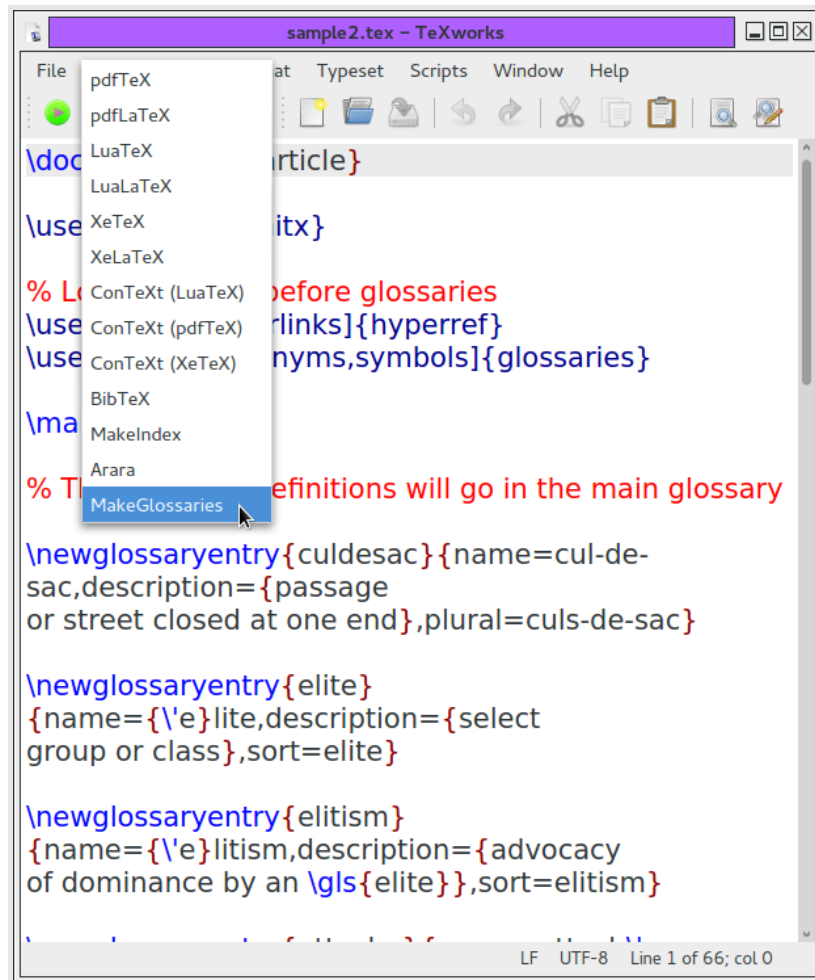 sample2.tex – TeXworks
File at Typeset Scripts Window Help
pdfTeX
pdfLaTeX
LuaTeX
LuaLaTeX
XeTeX
XeLaTeX
ConTeXt (LuaTeX)
ConTeXt (pdfTeX)
ConTeXt (XeTeX)
BibTeX
MakeIndex
Arara
MakeGlossaries
\doc rticle}
\use itx}
% Lo before glossaries
\use rlinks]{hyperref}
\use nyms,symbols]{glossaries}
\ma
% Th efinitions will go in the main glossary
\newglossaryentry{culdesac}{name=cul-de-
sac,description={passage
or street closed at one end},plural=culs-de-sac}
\newglossaryentry{elite}
{name={\'e}lite,description={select
group or class},sort=elite}
\newglossaryentry{elitism}
{name={\'e}litism,description={advocacy
of dominance by an \gls{elite}},sort=elitism}
LF UTF-8 Line 1 of 66; col 0